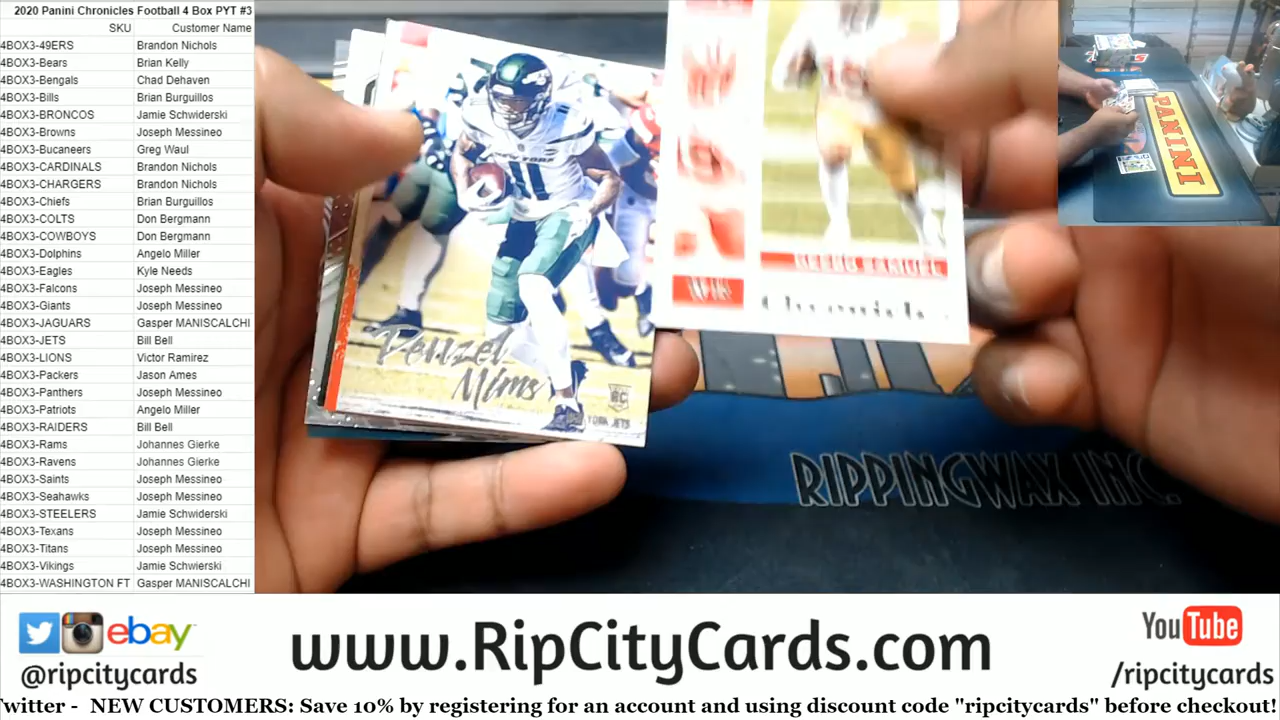 2020 Panini Chronicles Football 4 Box PYT #3
SKU Customer Name
4BOX3-49ERS Brandon Nichols
4BOX3-Bears Brian Kelly
4BOX3-Bengals Chad Dehaven
4BOX3-Bills Brian Burguillos
4BOX3-BRONCOS Jamie Schwiderski
4BOX3-Browns Joseph Messineo
4BOX3-Bucaneers Greg Waul
4BOX3-CARDINALS Brandon Nichols
4BOX3-CHARGERS Brandon Nichols
4BOX3-Chiefs Brian Burguillos
4BOX3-COLTS Don Bergmann
4BOX3-COWBOYS Don Bergmann
4BOX3-Dolphins Angelo Miller
4BOX3-Eagles Kyle Needs
4BOX3-Falcons Joseph Messineo
4BOX3-Giants Joseph Messineo
4BOX3-JAGUARS Gasper MANISCALCHI
4BOX3-JETS Bill Bell
4BOX3-LIONS Victor Ramirez
4BOX3-Packers Jason Ames
4BOX3-Panthers Joseph Messineo
4BOX3-Patriots Angelo Miller
4BOX3-RAIDERS Bill Bell
4BOX3-Rams Johannes Gierke
4BOX3-Ravens Johannes Gierke
4BOX3-Saints Joseph Messineo
4BOX3-Seahawks Joseph Messineo
4BOX3-STEELERS Jamie Schwiderski
4BOX3-Texans Joseph Messineo
4BOX3-Titans Joseph Messineo
4BOX3-Vikings Jamie Schwierski
4BOX3-WASHINGTON FT Gasper MANISCALCHI
NEW YORK
11
Denzel
Mims
RC
NEW YORK JETS
DEEBO SAMUEL
WR
Chronicles
PANINI
RIPPINGWAX INC.
ebay
@ripcitycards
www.RipCityCards.com
YouTube
/ripcitycards
Twitter - NEW CUSTOMERS: Save 10% by registering for an account and using discount code "ripcitycards" before checkout!